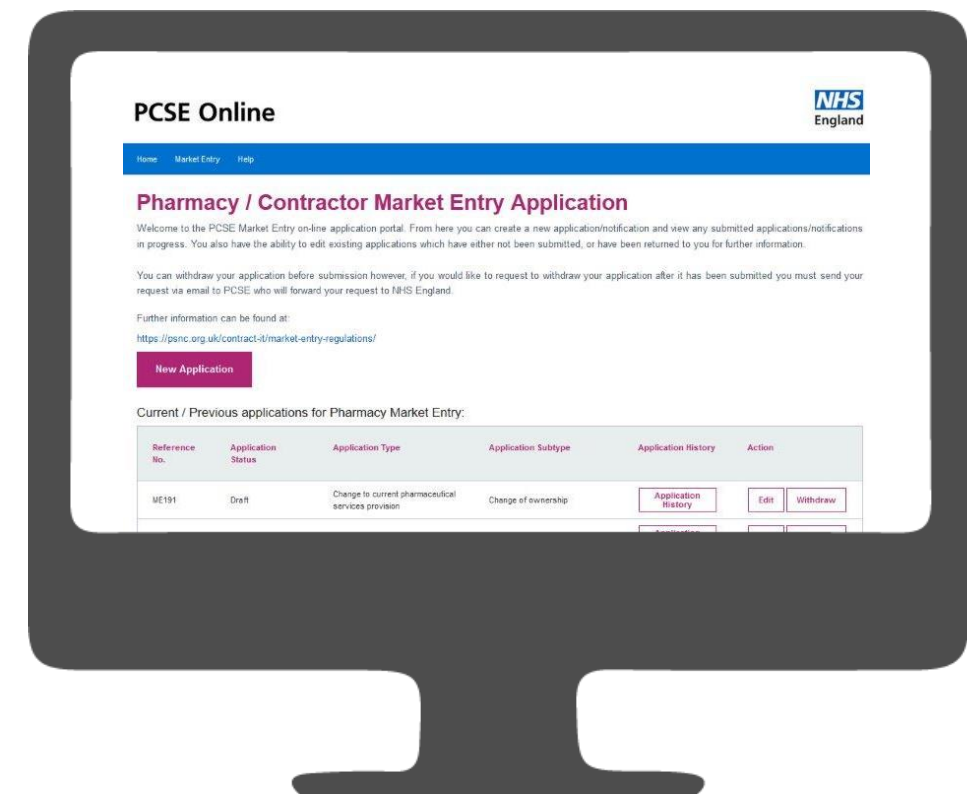 PCSE Online
NHS
England
Home Market Entry Help
Pharmacy / Contractor Market Entry Application
Welcome to the PCSE Market Entry on-line application portal. From here you can create a new application/notification and view any submitted applications/notifications
in progress. You also have the ability to edit existing applications which have either not been submitted, or have been returned to you for further information.
You can withdraw your application before submission however, if you would like to request to withdraw your application after it has been submitted you must send your
request via email to PCSE who will forward your request to NHS England.
Further information can be found at:
https://psnc.org.uk/contract-it/market-entry-regulations/
New Application
Current / Previous applications for Pharmacy Market Entry:
Reference No. Application Status Application Type Application Subtype Application History Action
ME191 Draft Change to current pharmaceutical services provision Change of ownership Application History Edit Withdraw